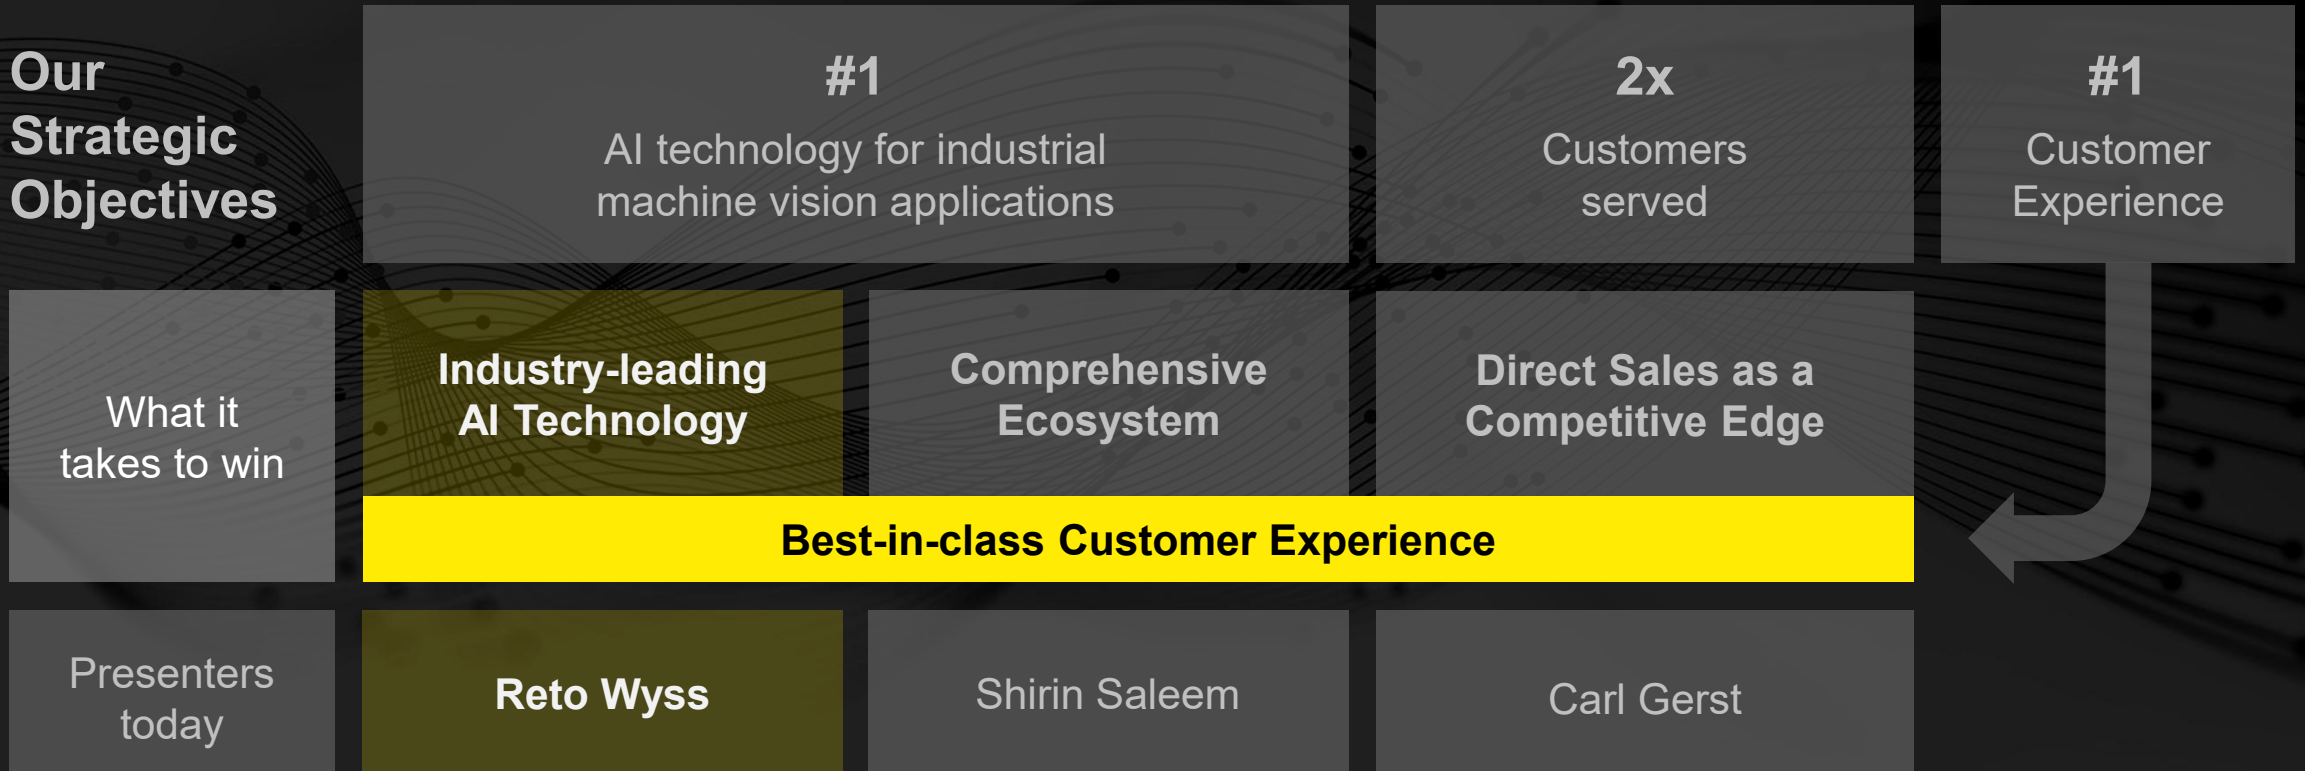 Our
Strategic
Objectives
#1
AI technology for industrial
machine vision applications
2x
Customers
served
#1
Customer
Experience
What it
takes to win
Industry-leading
AI Technology
Comprehensive
Ecosystem
Direct Sales as a
Competitive Edge
Best-in-class Customer Experience
Presenters
today
Reto Wyss
Shirin Saleem
Carl Gerst